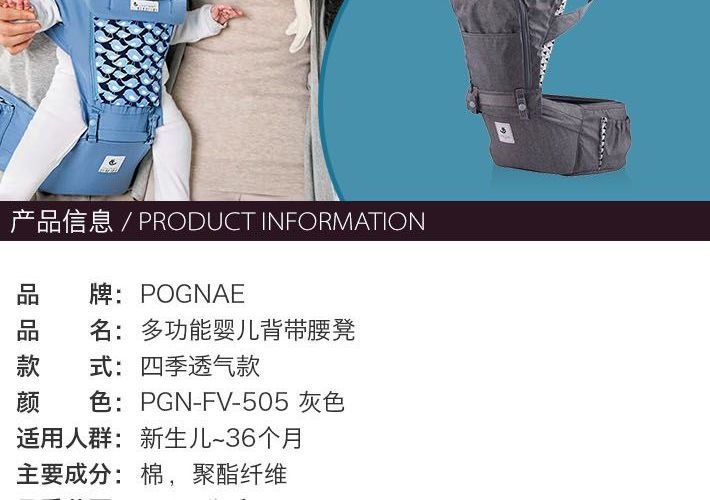 产品信息 / PRODUCT INFORMATION
品 牌： POGNAE
品 名： 多功能婴儿背带腰凳
款 式： 四季透气款
颜 色： PGN-FV-505 灰色
适用人群： 新生儿~36个月
主要成分： 棉，聚酯纤维